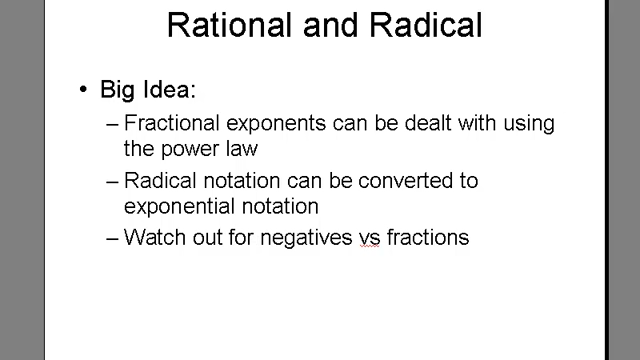 Rational and Radical
• Big Idea:
– Fractional exponents can be dealt with using
the power law
– Radical notation can be converted to
exponential notation
– Watch out for negatives vs fractions